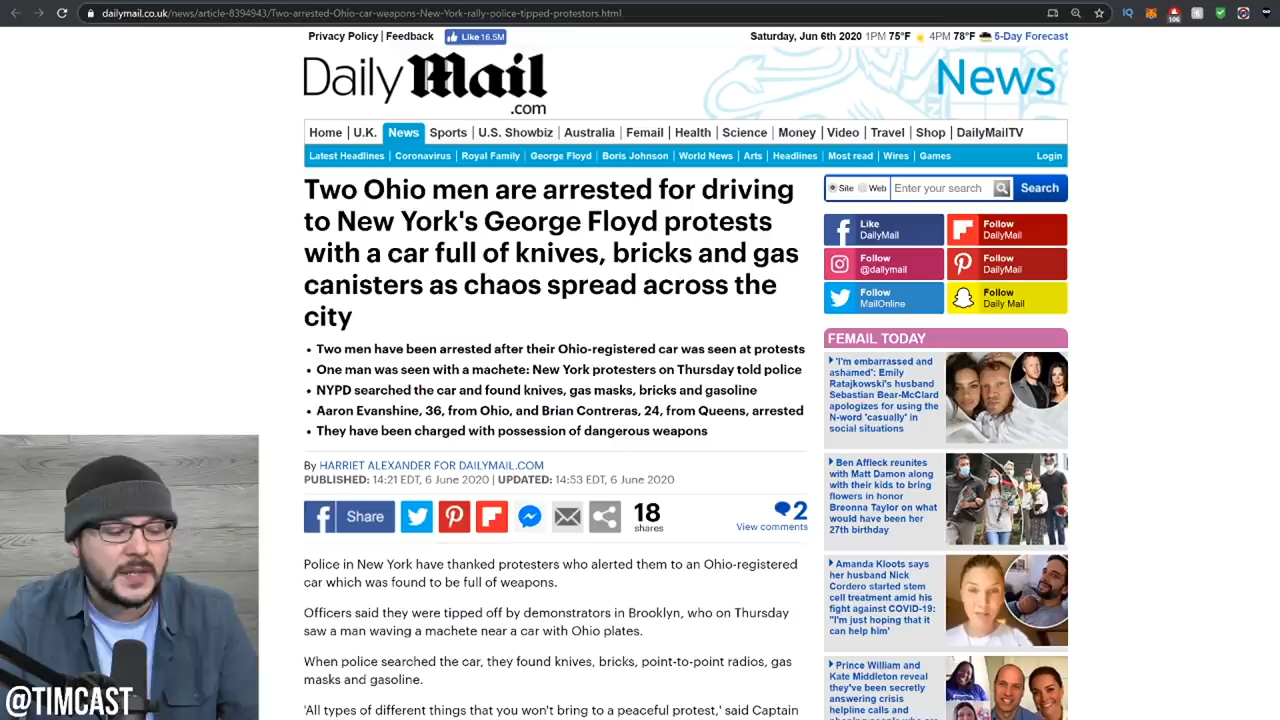 dailymail.co.uk/news/article-8394943/Two-arrested-Ohio-car-weapons-New-York-rally-police-tipped-protestors.html
106
Privacy Policy | Feedback
Like 16.5M
Saturday, Jun 6th 2020 1PM 75°F 4PM 78°F 5-Day Forecast
Daily Mail
.com
News
Home | U.K. News Sports | U.S. Showbiz | Australia | Femail | Health | Science | Money | Video | Travel | Shop | DailyMailTV
Latest Headlines | Coronavirus | Royal Family | George Floyd | Boris Johnson | World News | Arts | Headlines | Most read | Wires | Games
Login
Two Ohio men are arrested for driving
to New York's George Floyd protests
with a car full of knives, bricks and gas
canisters as chaos spread across the
city
• Two men have been arrested after their Ohio-registered car was seen at protests
• One man was seen with a machete: New York protesters on Thursday told police
• NYPD searched the car and found knives, gas masks, bricks and gasoline
• Aaron Evanshine, 36, from Ohio, and Brian Contreras, 24, from Queens, arrested
• They have been charged with possession of dangerous weapons
By HARRIET ALEXANDER FOR DAILYMAIL.COM
PUBLISHED: 14:21 EDT, 6 June 2020 | UPDATED: 14:53 EDT, 6 June 2020
Share
18
shares
2
View comments
Police in New York have thanked protesters who alerted them to an Ohio-registered
car which was found to be full of weapons.
Officers said they were tipped off by demonstrators in Brooklyn, who on Thursday
saw a man waving a machete near a car with Ohio plates.
When police searched the car, they found knives, bricks, point-to-point radios, gas
masks and gasoline.
'All types of different things that you won't bring to a peaceful protest,' said Captain
Site Web Enter your search Search
Like
DailyMail
Follow
DailyMail
Follow
@dailymail
Follow
DailyMail
Follow
MailOnline
Follow
Daily Mail
FEMAIL TODAY
'I'm embarrassed and
ashamed': Emily
Ratajkowski's husband
Sebastian Bear-McClard
apologizes for using the
N-word 'casually' in
social situations
Ben Affleck reunites
with Matt Damon along
with their kids to bring
flowers in honor
Breonna Taylor on what
would have been her
27th birthday
Amanda Kloots says
her husband Nick
Cordero started stem
cell treatment amid his
fight against COVID-19:
"I'm just hoping that it
can help him'
Prince William and
Kate Middleton reveal
they've been secretly
answering crisis
helpline calls and
@TIMCAST